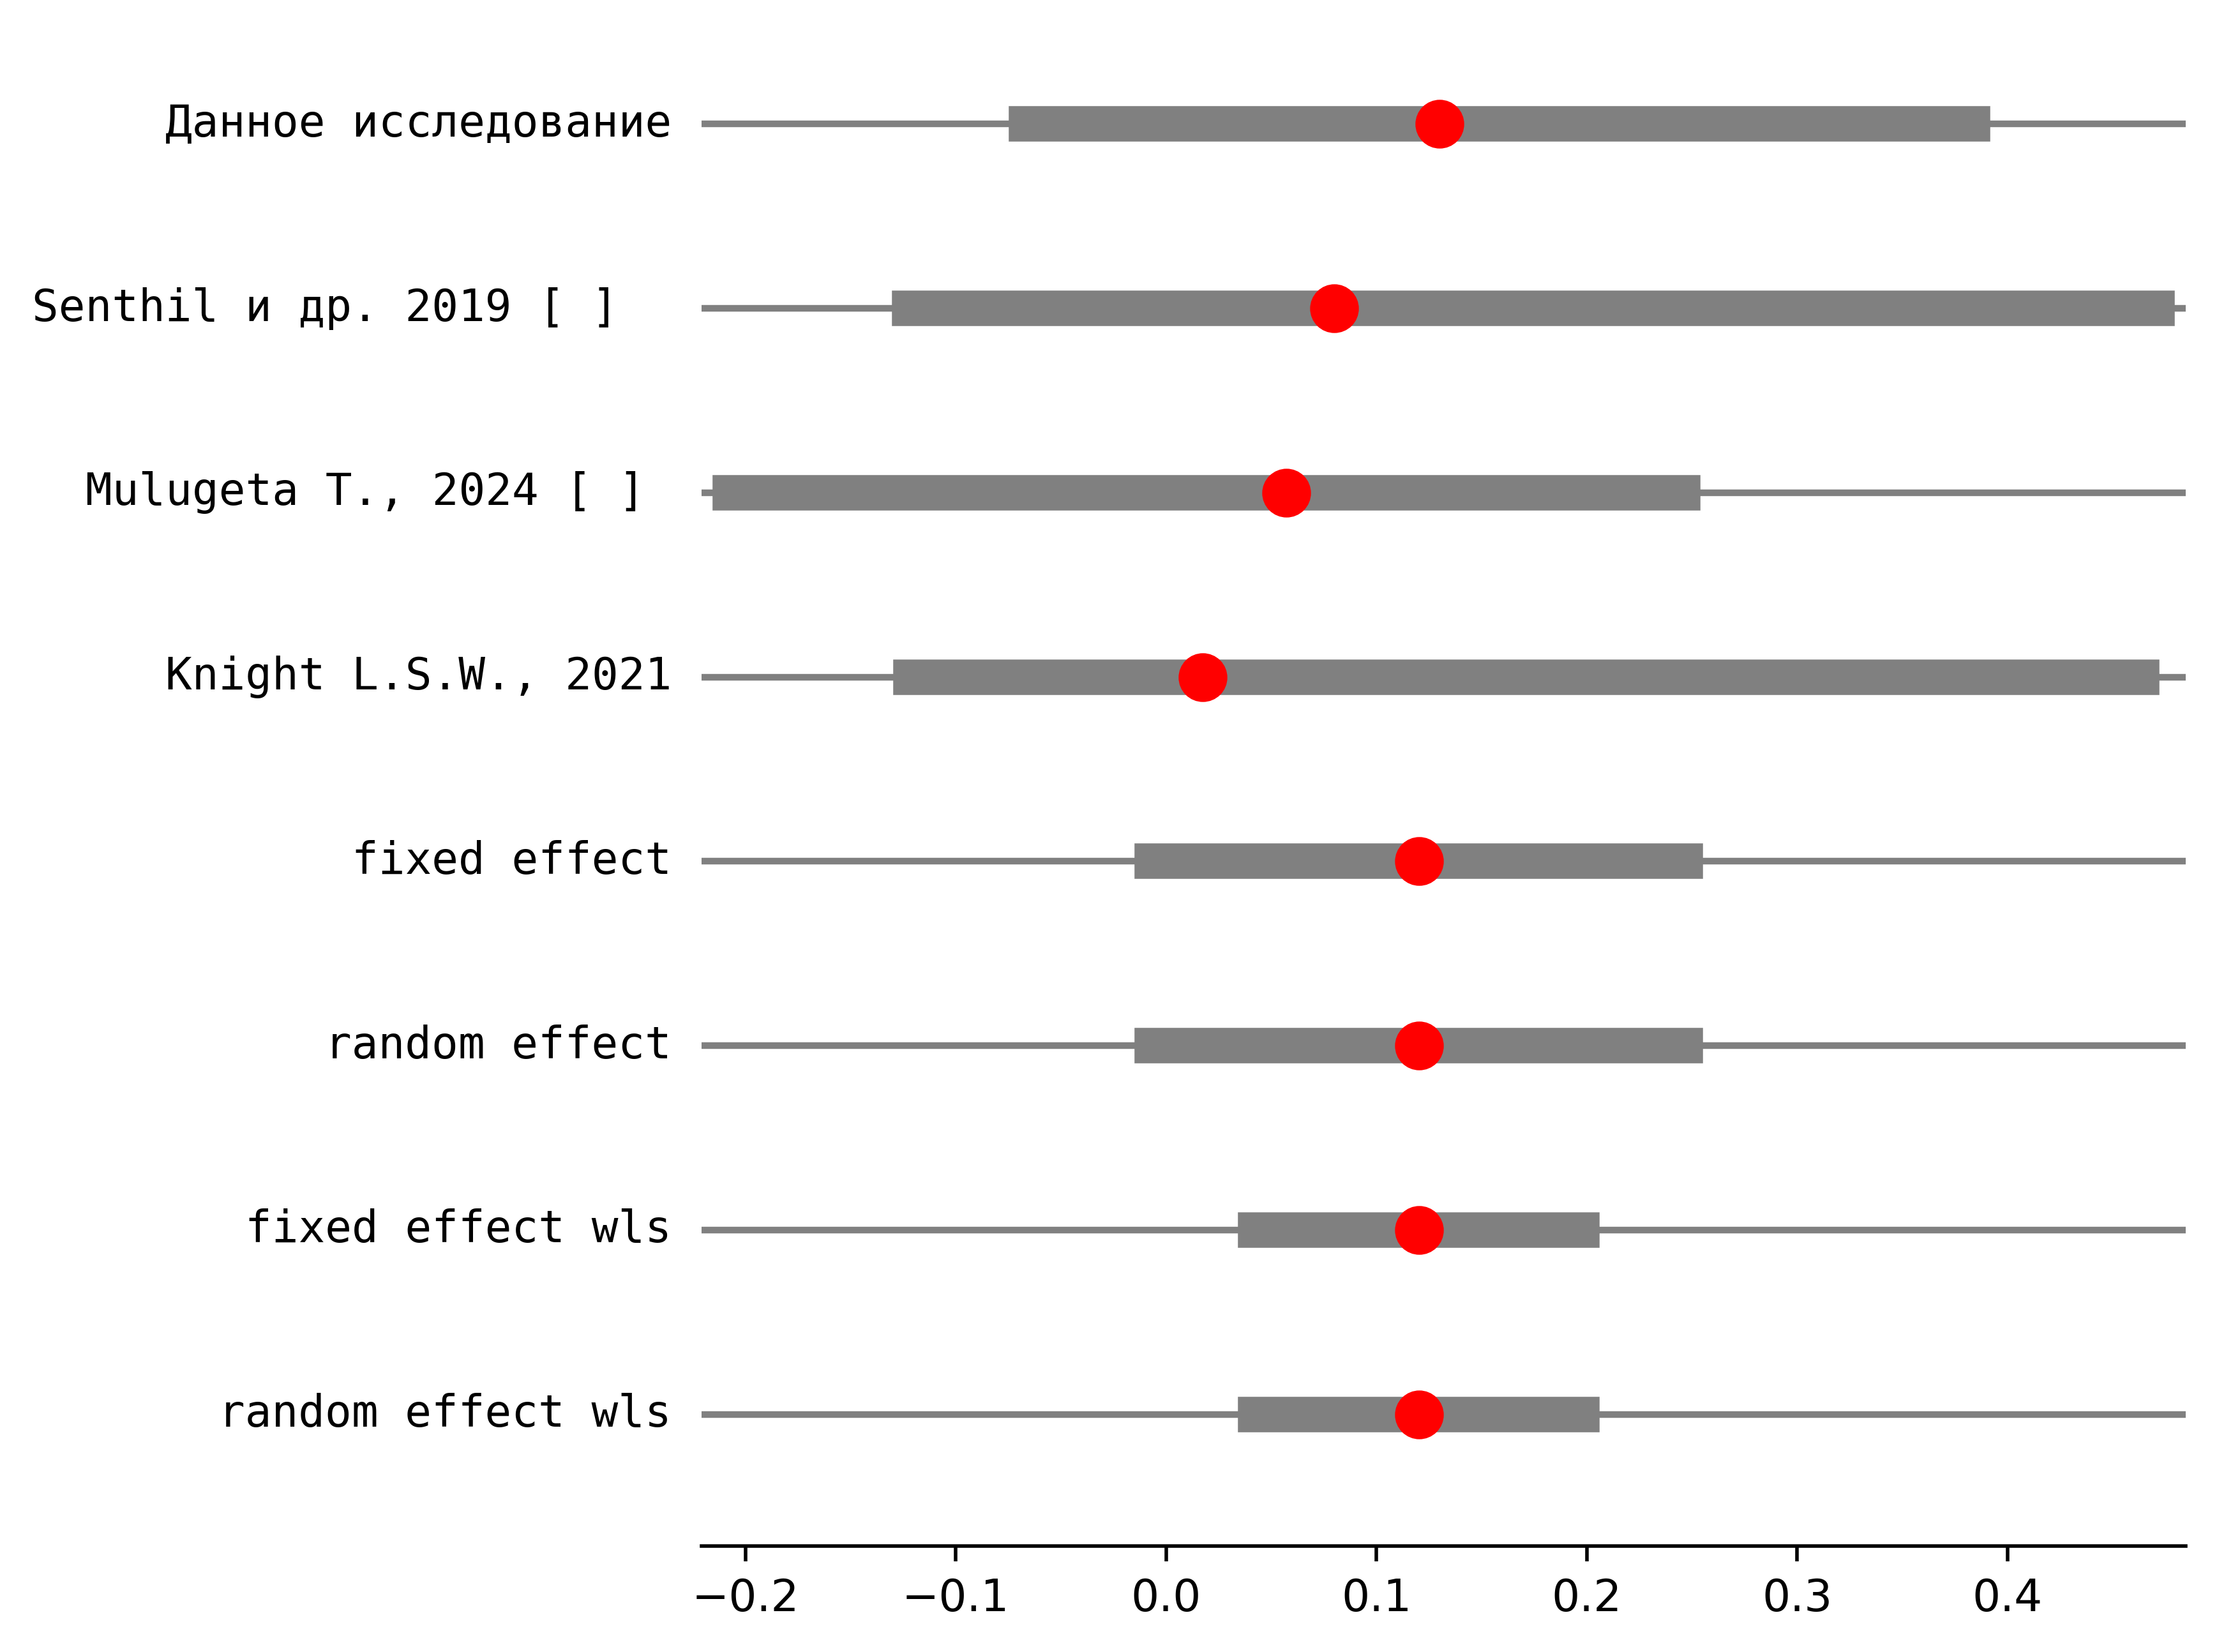 Данное исследование
Senthil и др. 2019 [ ]
Mulugeta T., 2024 [ ]
Knight L.S.W., 2021
fixed effect
random effect
fixed effect wls
random effect wls
−0.2 −0.1 0.0 0.1 0.2 0.3 0.4